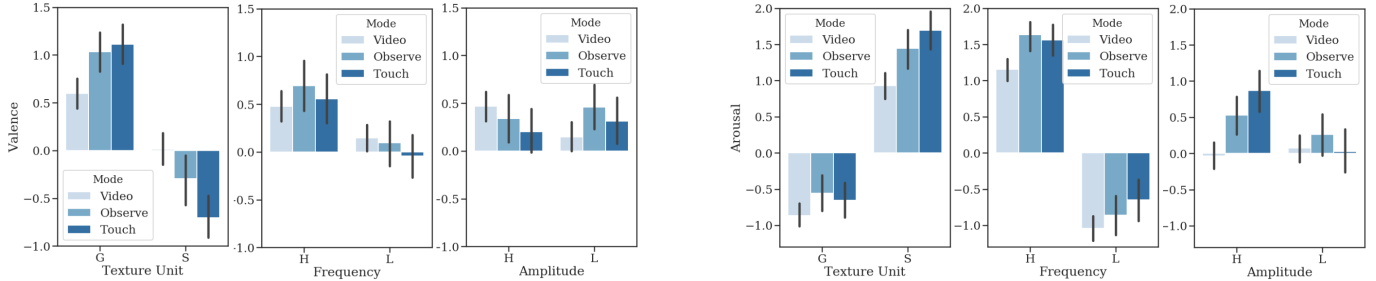 Valence
1.5
1.0
0.5
0.0
−0.5
−1.0
Mode
Video
Observe
Touch
G
S
Texture Unit
1.5
1.0
0.5
0.0
−0.5
Mode
Video
Observe
Touch
H
L
Frequency
1.5
1.0
0.5
0.0
−0.5
−1.0
Mode
Video
Observe
Touch
H
L
Amplitude
Arousal
2.0
1.5
1.0
0.5
0.0
−0.5
−1.0
Mode
Video
Observe
Touch
G
S
Texture Unit
2.0
1.5
1.0
0.5
0.0
−0.5
−1.0
Mode
Video
Observe
Touch
H
L
Frequency
2.0
1.5
1.0
0.5
0.0
−0.5
−1.0
Mode
Video
Observe
Touch
H
L
Amplitude